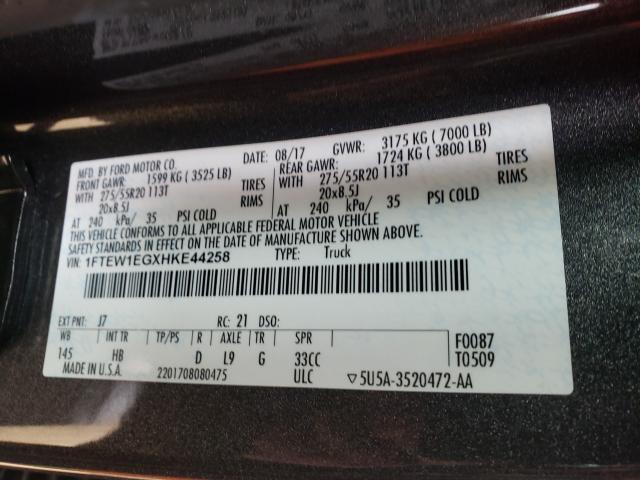 MFD. BY FORD MOTOR CO.
DATE: 08/17 GVWR: 3175 KG ( 7000 LB)
FRONT GAWR: 1599 KG ( 3525 LB)
REAR GAWR: 1724 KG ( 3800 LB)
WITH 275/55R20 113T TIRES
WITH 275/55R20 113T TIRES
20x8.5J RIMS
20x8.5J RIMS
AT 240 kPa/ 35 PSI COLD
AT 240 kPa/ 35 PSI COLD
THIS VEHICLE CONFORMS TO ALL APPLICABLE FEDERAL MOTOR VEHICLE
SAFETY STANDARDS IN EFFECT ON THE DATE OF MANUFACTURE SHOWN ABOVE.
VIN: 1FTEW1EGXHKE44258 TYPE: Truck
EXT PNT: J7 RC: 21 DSO:
WB INT TR TP/PS R AXLE TR SPR
F0087
145 HB D L9 G 33CC
T0509
MADE IN U.S.A. 2201708080475 ULC ▽5U5A-3520472-AA